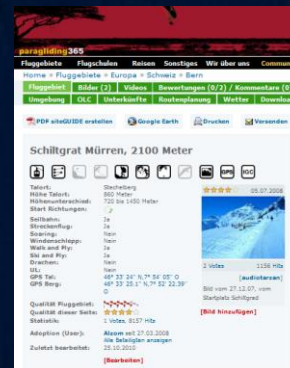 paragliding365
Fluggebiete Flugschulen Reisen Sonstiges Wir über uns Commun
Home » Fluggebiete » Europa » Schweiz » Bern
Fluggebiet Bilder (2) Videos Bewertungen (0/2) / Kommentare (0
Umgebung OLC Unterkünfte Routenplanung Wetter Downloa
PDF siteGUIDE erstellen Google Earth Drucken Versenden
Schiltgrat Mürren, 2100 Meter
GPS IGC
Talort: Stechelberg
Höhe Talort: 860 Meter
Höhenunterschied: 720 bis 1450 Meter
Start Richtungen:
Seilbahn: Ja
Streckenflug: Ja
Soaring: Nein
Windenschlepp: Nein
Walk and Fly: Ja
Ski and Fly: Ja
Drachen: Nein
UL: Nein
GPS Tal: 46° 33' 24" N,7° 54' 05" O
GPS Berg: 46° 33' 25.1" N,7° 52' 22.39"
O
Qualität Fluggebiet:
Qualität dieser Seite:
Statistik: 1 Votes, 8157 Hits
Adoption (User): Alzom seit 27.03.2008
Alle Beteiligten anzeigen
Zuletzt bearbeitet: 25.10.2010
[Bearbeiten]
05.07.2008
2 Votes 1156 Hits
[audiotarcan]
Bild vom 27.12.07, vom
Startplatz Schiltgrad
[Bild hinzufügen]